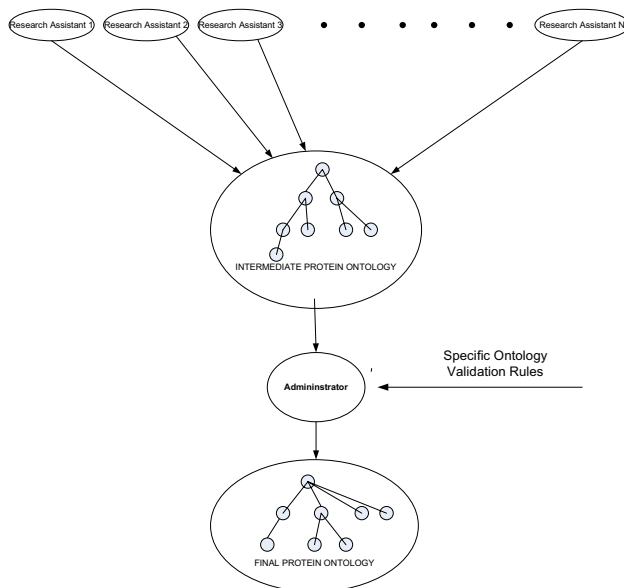 Research Assistant 1
Research Assistant 2
Research Assistant 3
Research Assistant N
INTERMEDIATE PROTEIN ONTOLOGY
Specific Ontology
Validation Rules
Admininstrator
FINAL PROTEIN ONTOLOGY